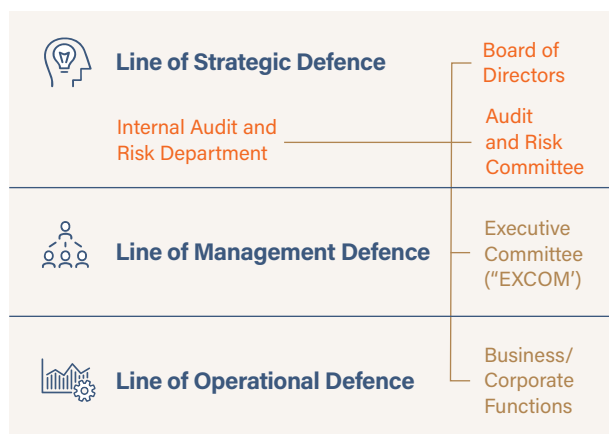 Line of Strategic Defence
Board of
Directors
Internal Audit and
Risk Department
Audit
and Risk
Committee
Line of Management Defence
Executive
Committee
(“EXCOM’)
Line of Operational Defence
Business/
Corporate
Functions